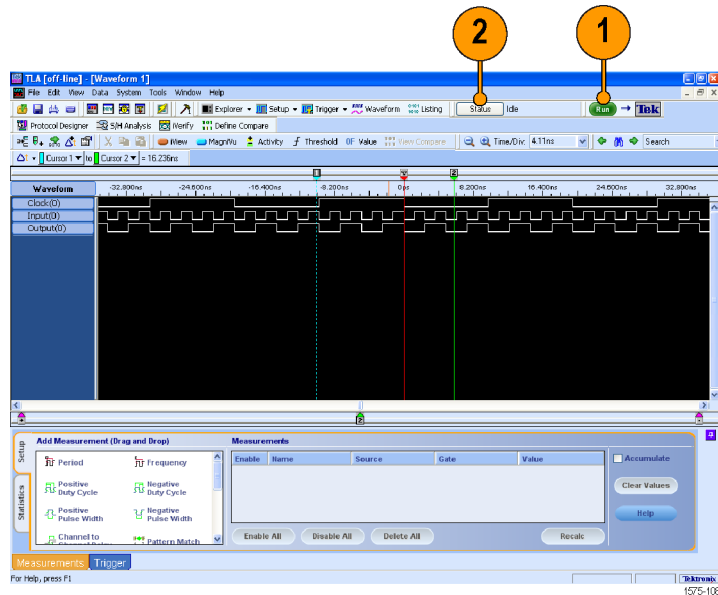 2
1
TLA [off-line] - [Waveform 1]
File Edit View Data System Tools Window Help
Explorer Setup Trigger Waveform Listing Status Idle Run Tek
Protocol Designer S/H Analysis iVerify Define Compare
iView MagniVu Activity Threshold Value View Compare Time/Div: 4.11ns Search
Cursor 1 to Cursor 2 = 16.236ns
1 2
Waveform -32.800ns -24.600ns -16.400ns -8.200ns 0ps 8.200ns 16.400ns 24.600ns 32.800ns
Clock(0)
Input(0)
Output(0)
2
Setup
Statistics
Add Measurement (Drag and Drop)
Period Frequency
Positive Duty Cycle Negative Duty Cycle
Positive Pulse Width Negative Pulse Width
Channel to Pattern Match
Measurements
Enable Name Source Gate Value
Enable All Disable All Delete All Recalc
Accumulate
Clear Values
Help
Measurements Trigger
For Help, press F1 Tektronix
1575-108